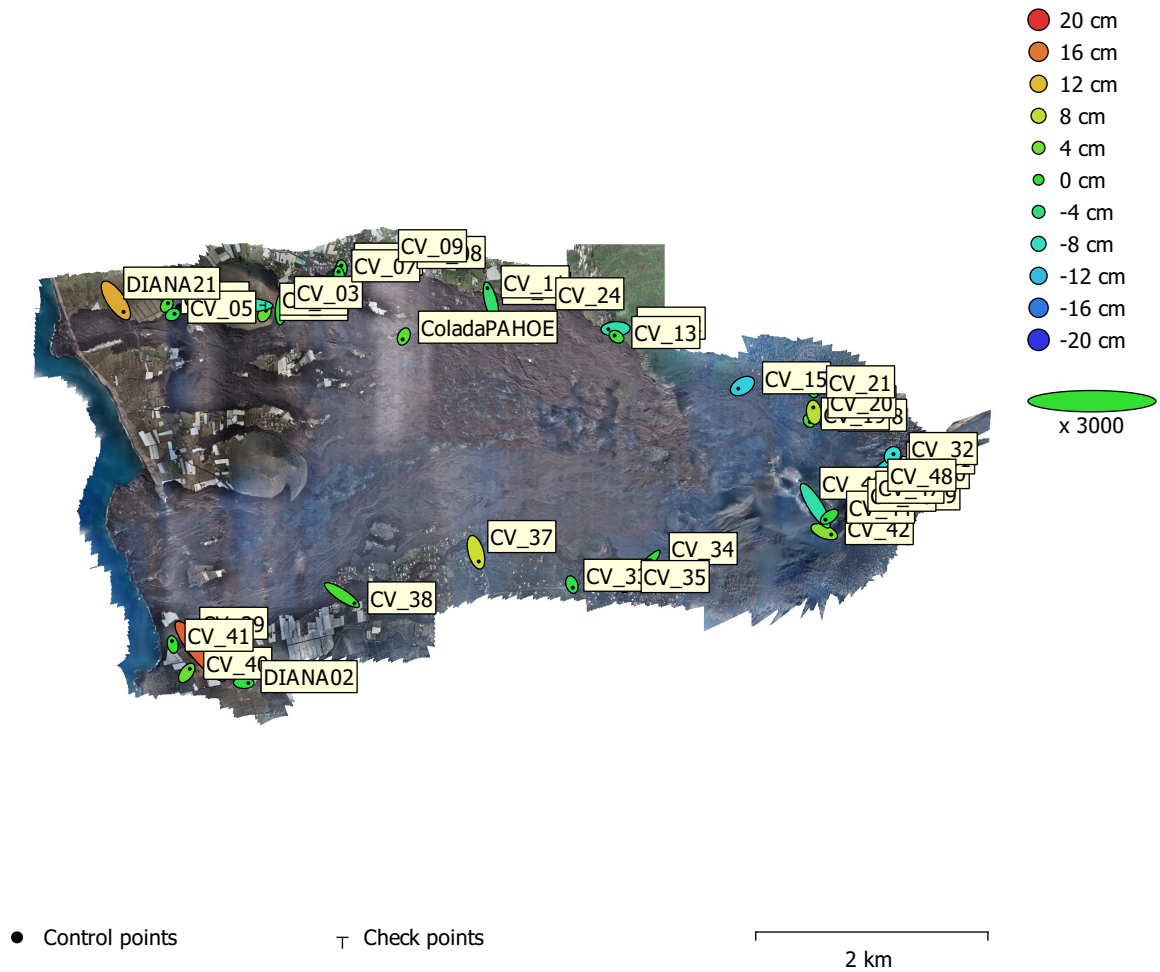 20 cm
16 cm
12 cm
8 cm
4 cm
0 cm
-4 cm
-8 cm
-12 cm
-16 cm
-20 cm
x 3000
CV_09
CV_07
DIANA21
CV_05
CV_03
CV_24
ColadaPAHOE
CV_13
CV_15
CV_21
CV_20
CV_32
CV_48
CV_42
CV_37
CV_34
CV_35
CV_38
CV_41
CV_40
DIANA02
Control points
Check points
2 km